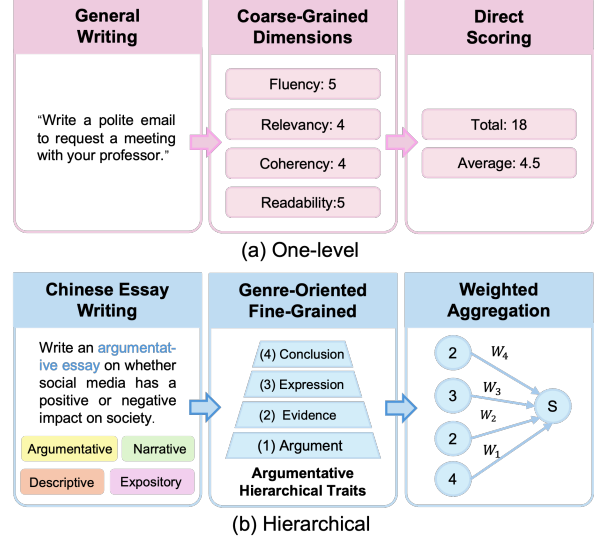 General
Writing
"Write a polite email
to request a meeting
with your professor."
Coarse-Grained
Dimensions
Fluency: 5
Relevancy: 4
Coherency: 4
Readability:5
Direct
Scoring
Total: 18
Average: 4.5
(a) One-level
Chinese Essay
Writing
Write an argumentat-
ive essay on whether
social media has a
positive or negative
impact on society.
Argumentative
Narrative
Descriptive
Expository
Genre-Oriented
Fine-Grained
(4) Conclusion
(3) Expression
(2) Evidence
(1) Argument
Argumentative
Hierarchical Traits
Weighted
Aggregation
2
3
2
4
W4
W3
W2
W1
S
(b) Hierarchical